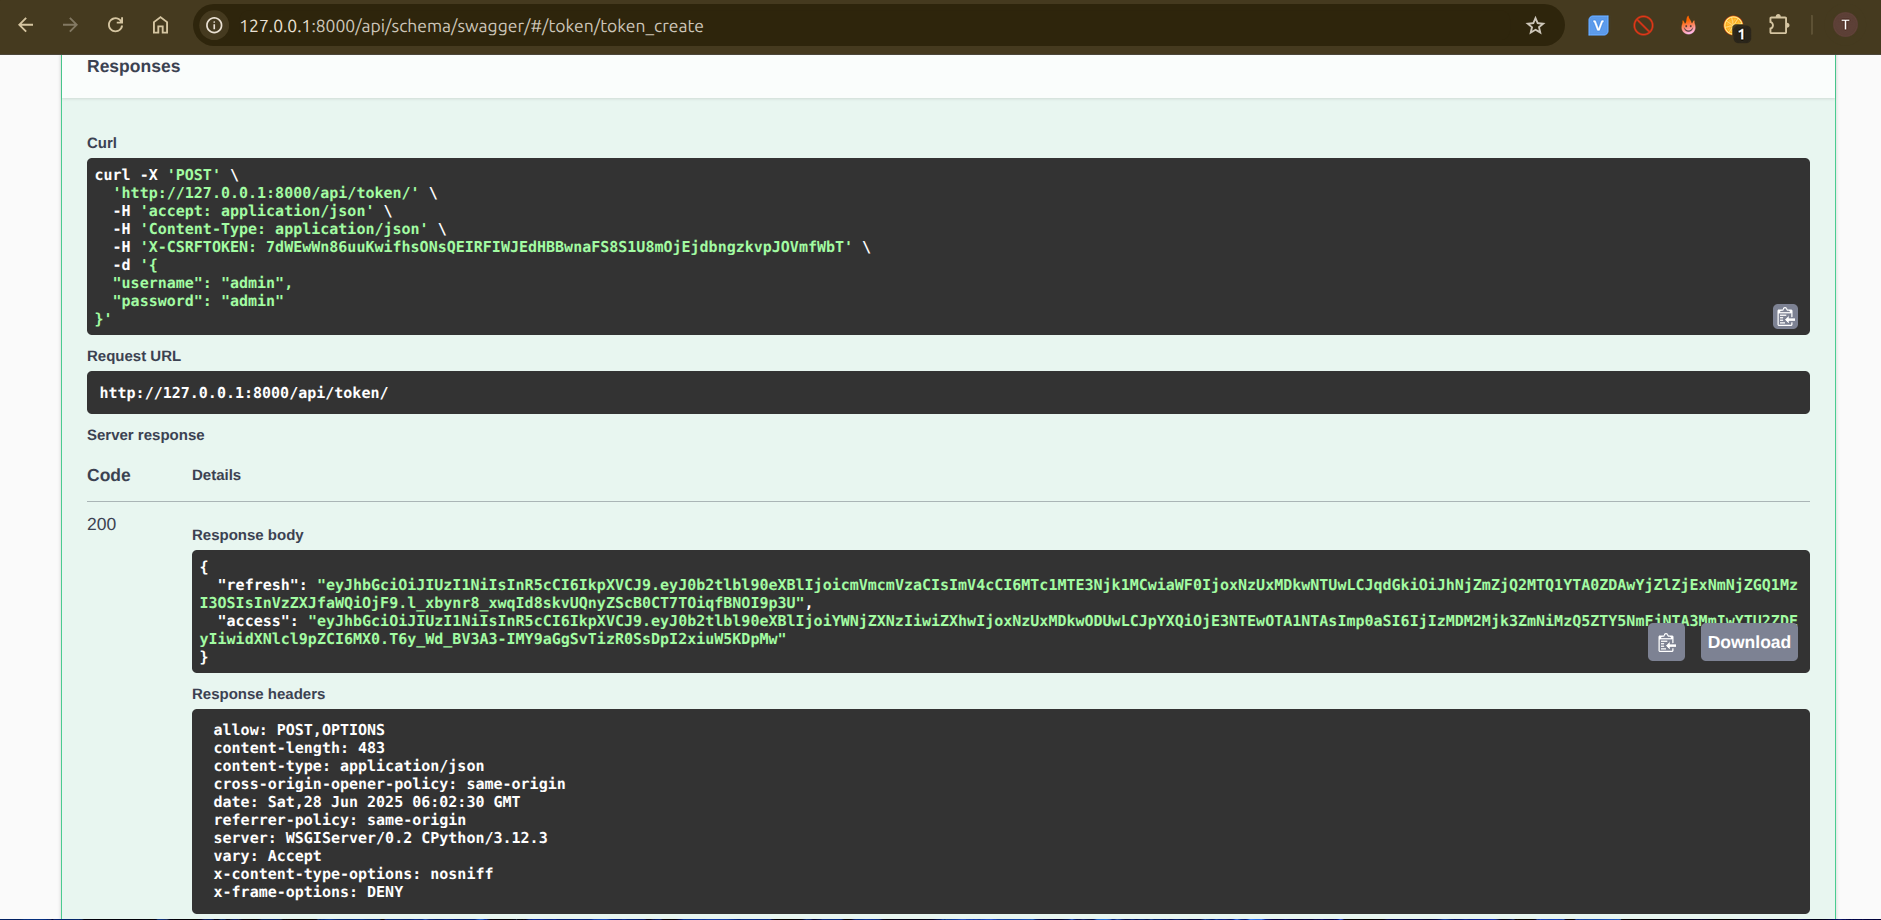 127.0.0.1:8000/api/schema/swagger/#/token/token_create
V
1
T
Responses
Curl
curl -X 'POST' \
'http://127.0.0.1:8000/api/token/' \
-H 'accept: application/json' \
-H 'Content-Type: application/json' \
-H 'X-CSRFTOKEN: 7dWEwWn86uuKwifhsONsQEIRFIWJEdHBBwnaFS8S1U8mOjEjdbngzkvpJOVmfWbT' \
-d '{
"username": "admin",
"password": "admin"
}'
Request URL
http://127.0.0.1:8000/api/token/
Server response
Code Details
200
Response body
{
"refresh": "eyJhbGciOiJIUzI1NiIsInR5cCI6IkpXVCJ9.eyJ0b2tlbl90eXBlIjoicmVmcmVzaCIsImV4cCI6MTc1MTE3Njk1MCwiaWF0IjoxNzUxMDkwNTUwLCJqdGkiOiJhNjZmZjQ2MTQ1YTA0ZDAwYjZlZjExNmNjZGQ1Mz
I3OSIsInVzZXJfaWQiOjF9.l_xbynr8_xwqId8skvUQnyZScB0CT7TOiqfBNOI9p3U",
"access": "eyJhbGciOiJIUzI1NiIsInR5cCI6IkpXVCJ9.eyJ0b2tlbl90eXBlIjoiYWNjZXNzIiwiZXhwIjoxNzUxMDkwODUwLCJpYXQiOjE3NTEwOTA1NTAsImp0aSI6IjIzMDM2Mjk3ZmNiMzQ5ZTY5NmFiNTA3MmIwYTU2ZDF
yIiwidXNlcl9pZCI6MX0.T6y_Wd_BV3A3-IMY9aGgSvTizR0SsDpI2xiuW5KDpMw"
}
Download
Response headers
allow: POST,OPTIONS
content-length: 483
content-type: application/json
cross-origin-opener-policy: same-origin
date: Sat,28 Jun 2025 06:02:30 GMT
referrer-policy: same-origin
server: WSGIServer/0.2 CPython/3.12.3
vary: Accept
x-content-type-options: nosniff
x-frame-options: DENY